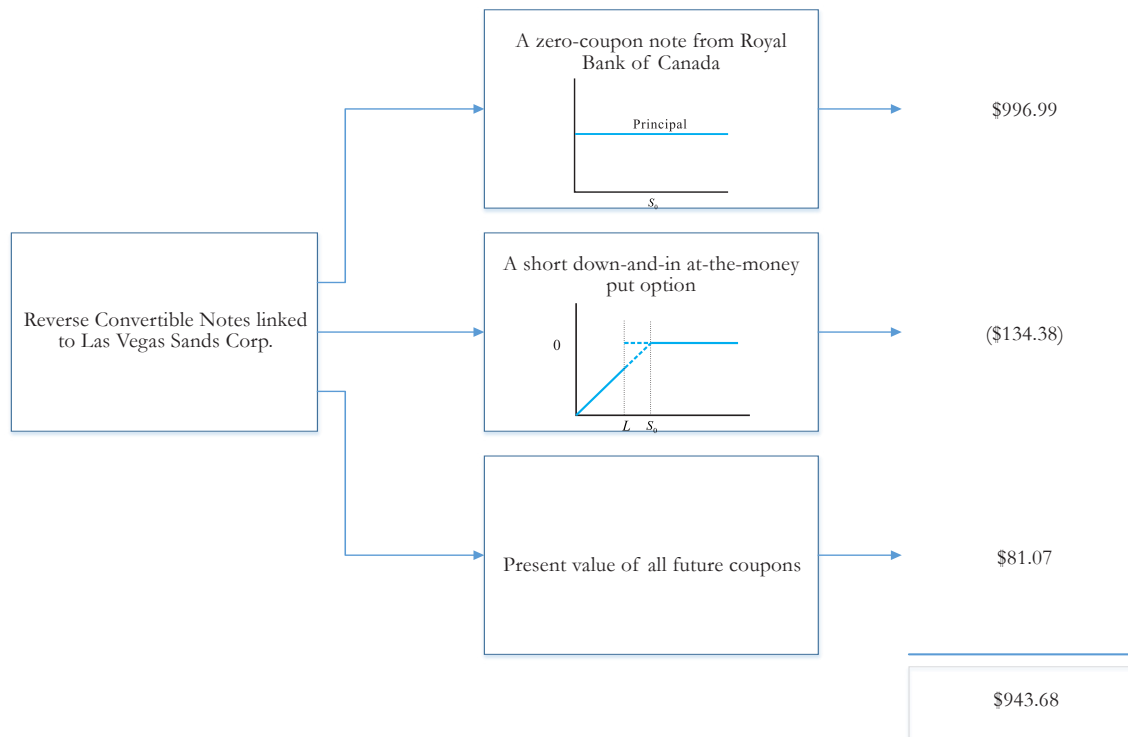 A zero-coupon note from Royal
Bank of Canada
Principal
S₀
$996.99
Reverse Convertible Notes linked
to Las Vegas Sands Corp.
A short down-and-in at-the-money
put option
0
L S₀
($134.38)
Present value of all future coupons
$81.07
$943.68